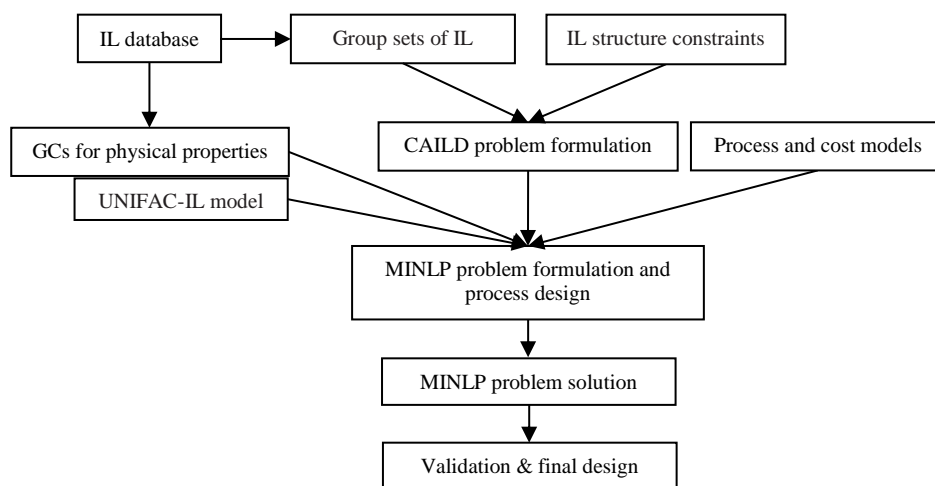 IL database
Group sets of IL
IL structure constraints
GCs for physical properties
CAILD problem formulation
Process and cost models
UNIFAC-IL model
MINLP problem formulation and
process design
MINLP problem solution
Validation & final design